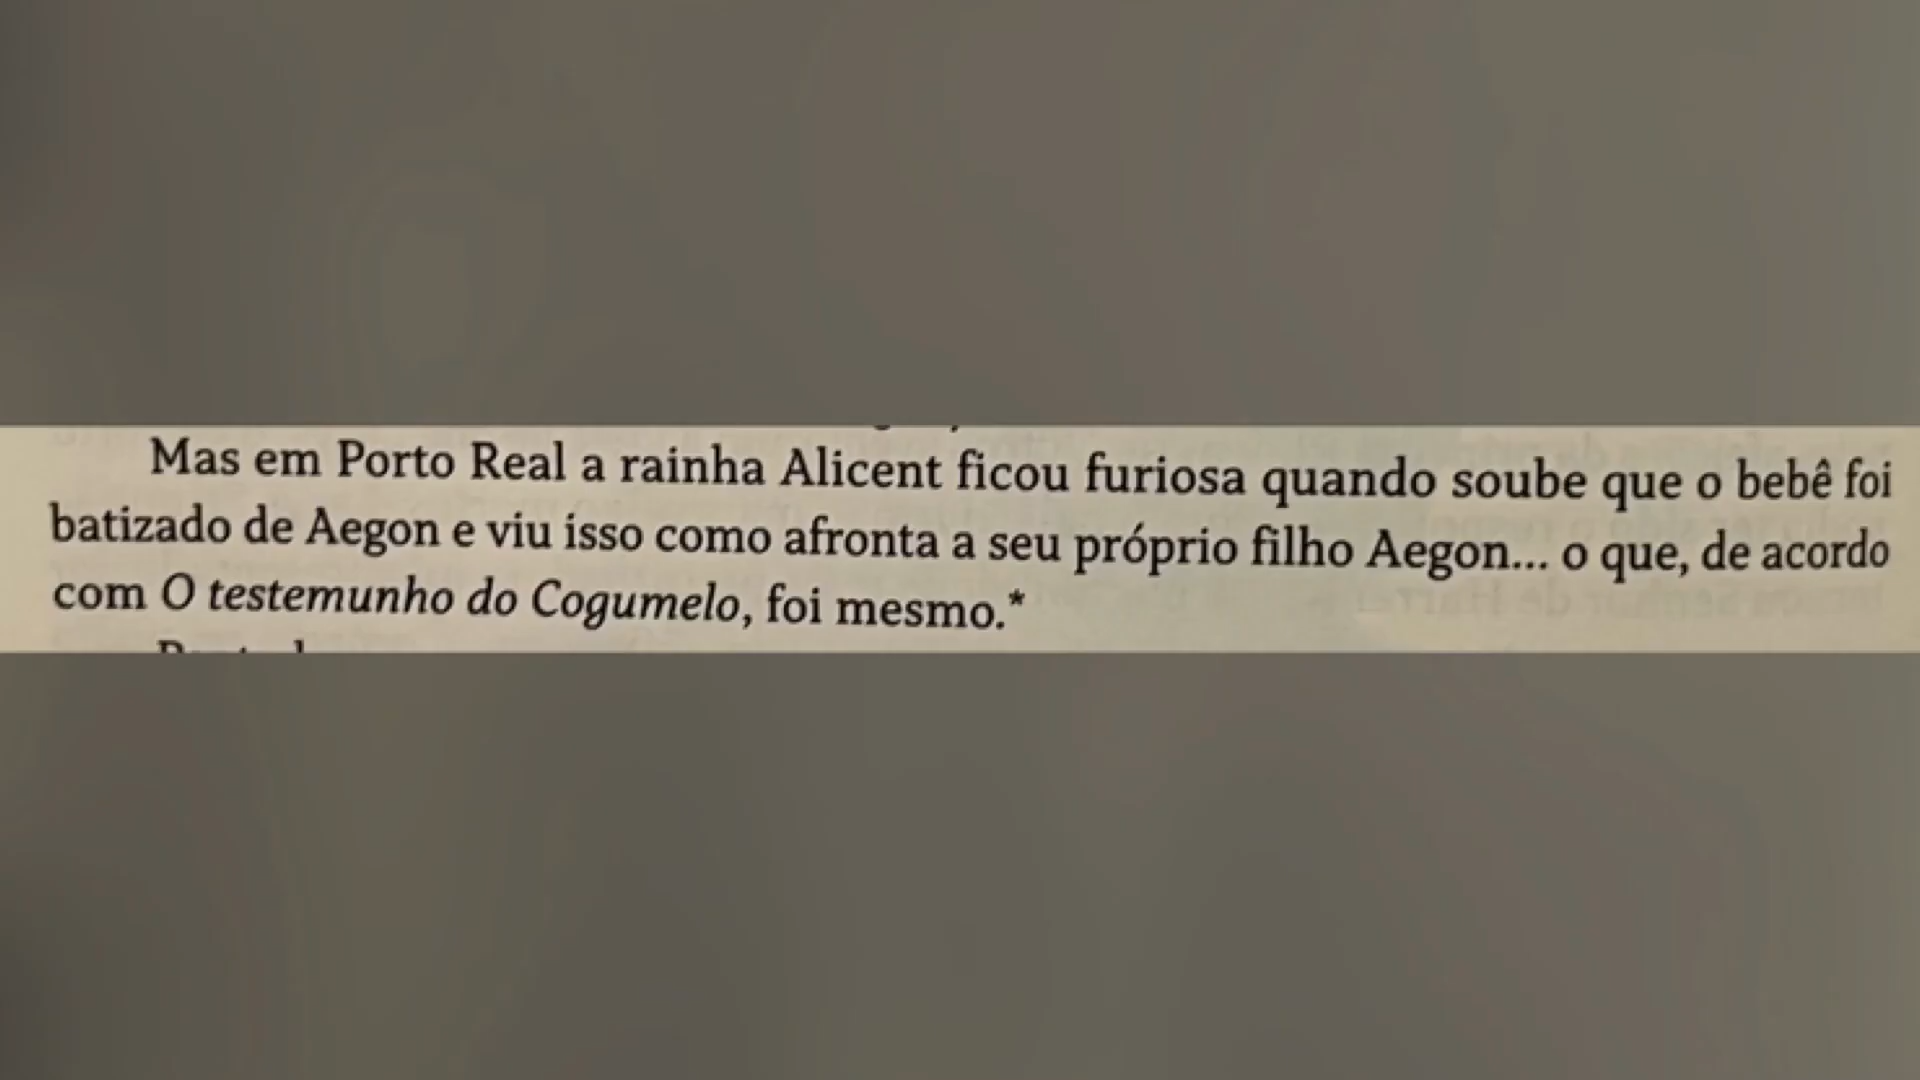 Mas em Porto Real a rainha Alicent ficou furiosa quando soube que o bebê foi
batizado de Aegon e viu isso como afronta a seu próprio filho Aegon... o que, de acordo
com O testemunho do Cogumelo, foi mesmo.*